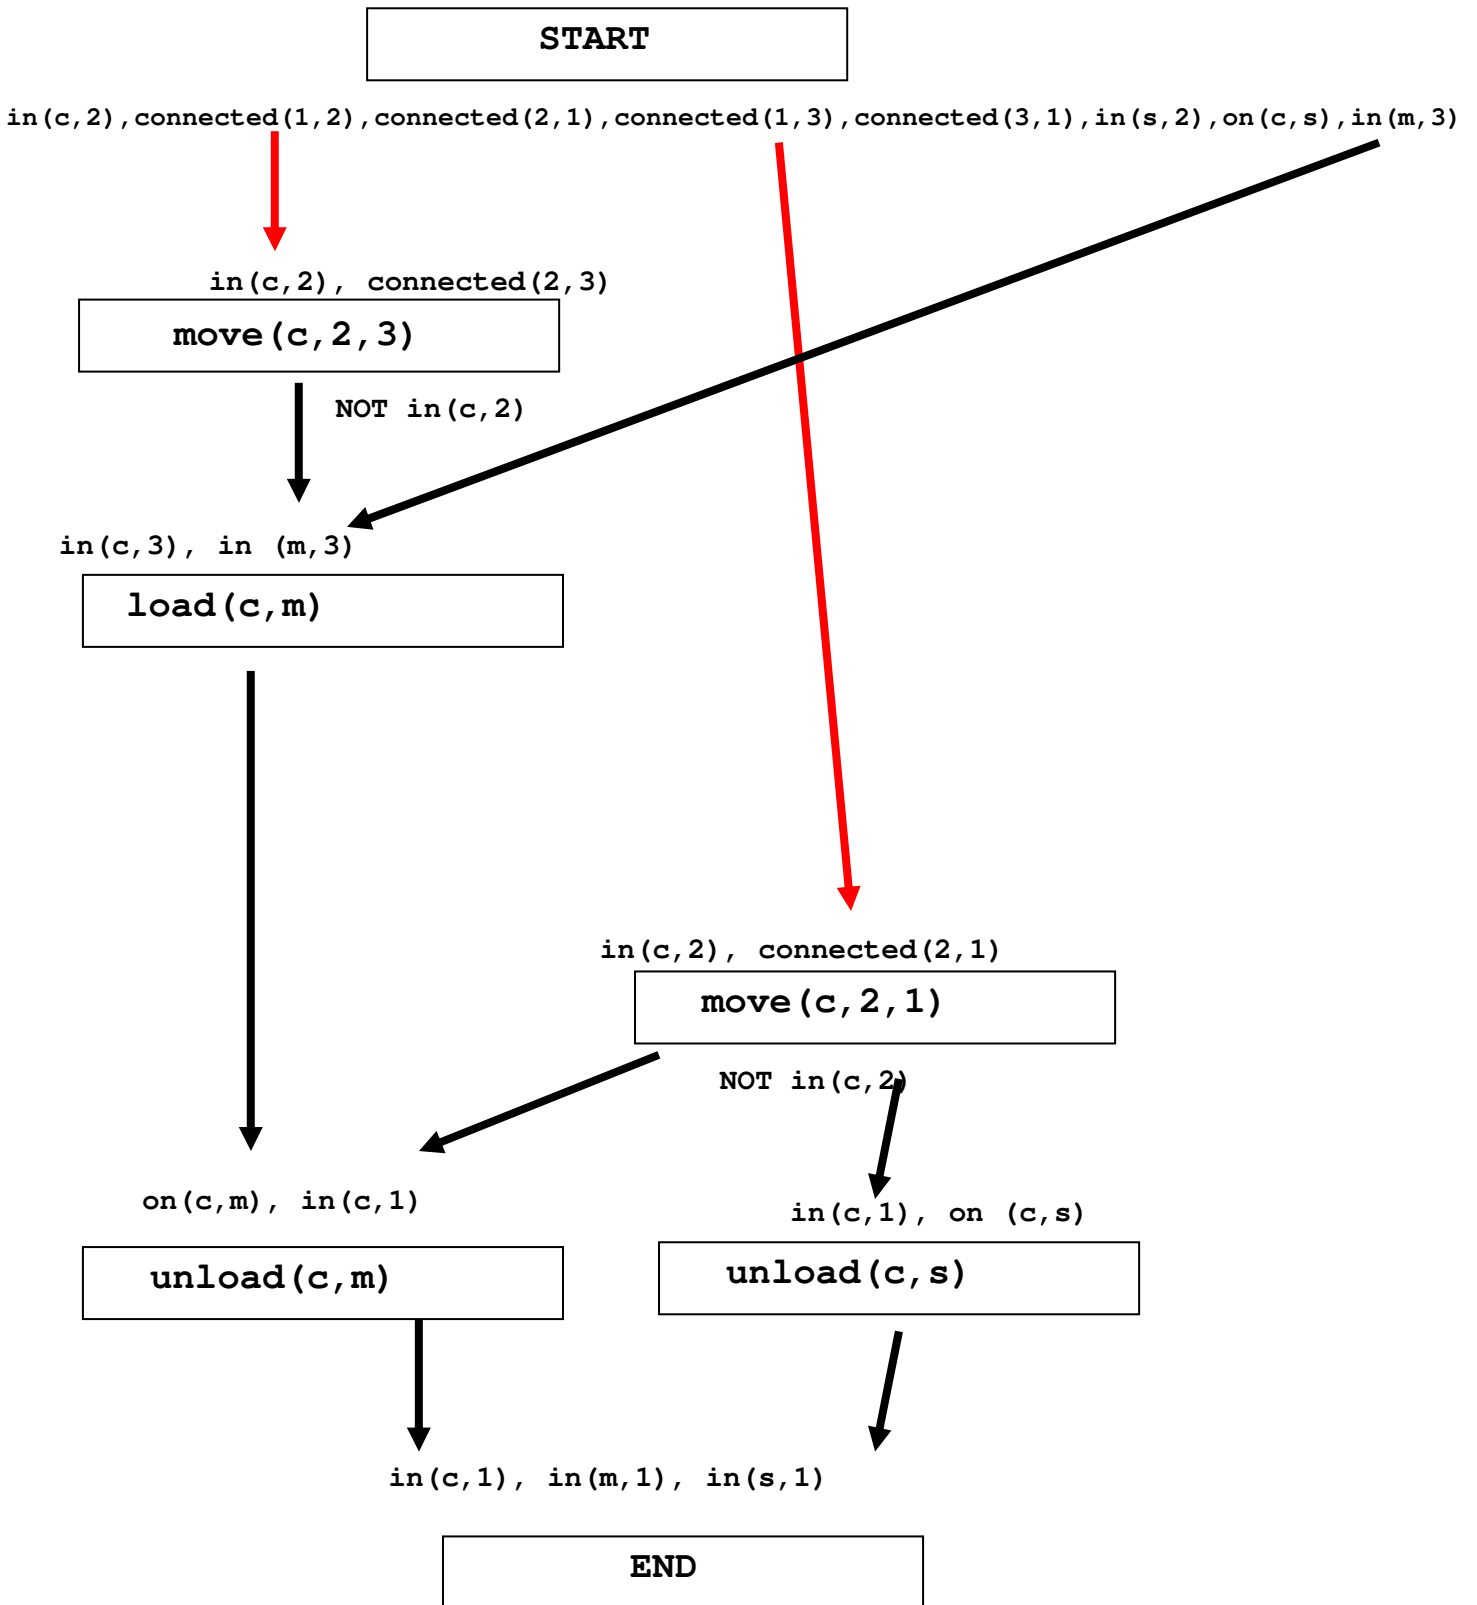 START
in(c,2),connected(1,2),connected(2,1),connected(1,3),connected(3,1),in(s,2),on(c,s),in(m,3)
in(c,2), connected(2,3)
move(c,2,3)
NOT in(c,2)
in(c,3), in (m,3)
load(c,m)
in(c,2), connected(2,1)
move(c,2,1)
NOT in(c,2)
on(c,m), in(c,1)
in(c,1), on (c,s)
unload(c,m)
unload(c,s)
in(c,1), in(m,1), in(s,1)
END